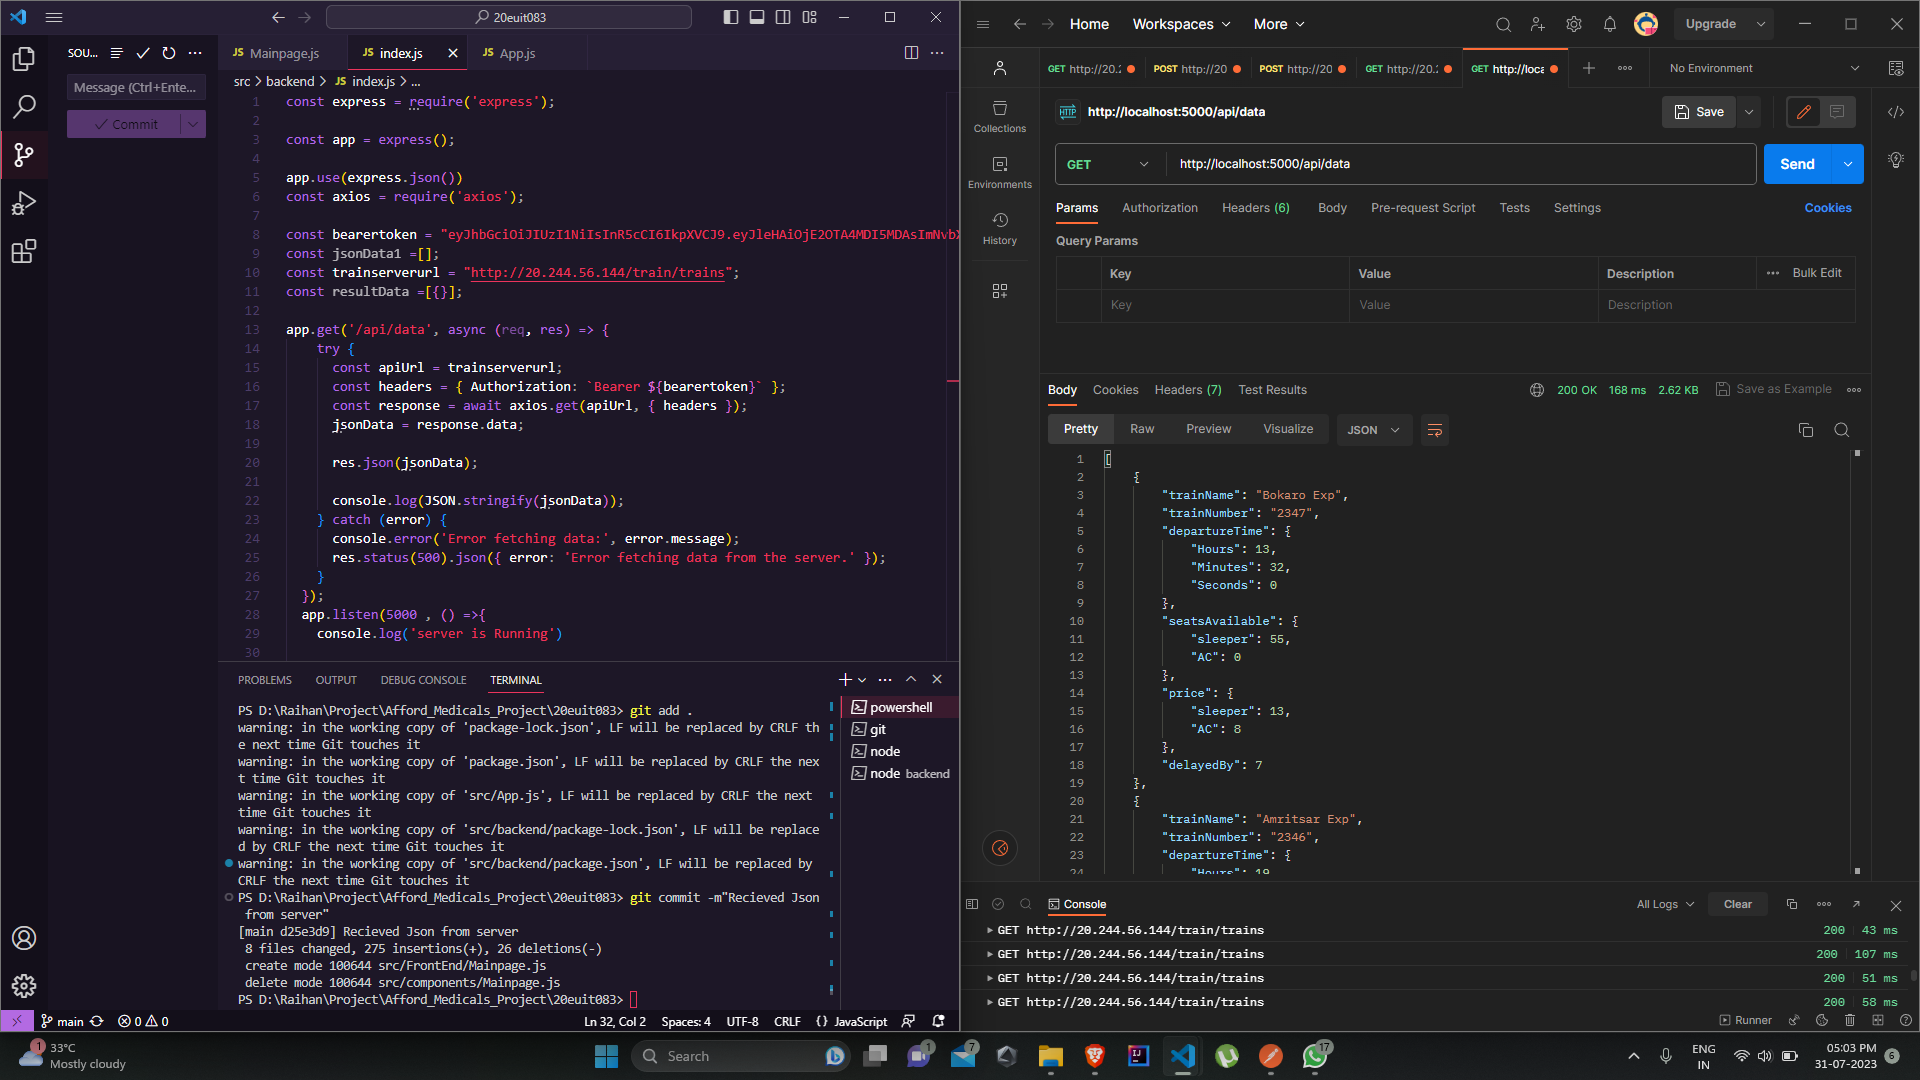 20euit083
SOU...
Message (Ctrl+Ente...
Commit
JS Mainpage.js
JS index.js
JS App.js
src > backend > JS index.js > ...
1 const express = require('express');
2
3 const app = express();
4
5 app.use(express.json())
6 const axios = require('axios');
7
8 const bearertoken = "eyJhbGciOiJIUzI1NiIsInR5cCI6IkpXVCJ9.eyJleHAiOjE2OTA4MDI5MDAsImNvbX
9 const jsonData1 =[];
10 const trainserverurl = "http://20.244.56.144/train/trains";
11 const resultData =[{}];
12
13 app.get('/api/data', async (req, res) => {
14 try {
15 const apiUrl = trainserverurl;
16 const headers = { Authorization: `Bearer ${bearertoken}` };
17 const response = await axios.get(apiUrl, { headers });
18 jsonData = response.data;
19
20 res.json(jsonData);
21
22 console.log(JSON.stringify(jsonData));
23 } catch (error) {
24 console.error('Error fetching data:', error.message);
25 res.status(500).json({ error: 'Error fetching data from the server.' });
26 }
27 });
28 app.listen(5000 , () =>{
29 console.log('server is Running')
30
PROBLEMS OUTPUT DEBUG CONSOLE TERMINAL
PS D:\Raihan\Project\Afford_Medicals_Project\20euit083> git add .
warning: in the working copy of 'package-lock.json', LF will be replaced by CRLF th
e next time Git touches it
warning: in the working copy of 'package.json', LF will be replaced by CRLF the nex
t time Git touches it
warning: in the working copy of 'src/App.js', LF will be replaced by CRLF the next
time Git touches it
warning: in the working copy of 'src/backend/package-lock.json', LF will be replace
d by CRLF the next time Git touches it
warning: in the working copy of 'src/backend/package.json', LF will be replaced by
CRLF the next time Git touches it
PS D:\Raihan\Project\Afford_Medicals_Project\20euit083> git commit -m"Recieved Json
from server"
[main d25e3d9] Recieved Json from server
8 files changed, 275 insertions(+), 26 deletions(-)
create mode 100644 src/FrontEnd/Mainpage.js
delete mode 100644 src/components/Mainpage.js
PS D:\Raihan\Project\Afford_Medicals_Project\20euit083>
powershell
git
node
node backend
main 0 0 Ln 32, Col 2 Spaces: 4 UTF-8 CRLF {} JavaScript
Home Workspaces More Upgrade
GET http://20.2 POST http://20 POST http://20 GET http://20.2 GET http://loca No Environment
Collections
Environments
History
HTTP http://localhost:5000/api/data Save
GET http://localhost:5000/api/data Send
Params Authorization Headers (6) Body Pre-request Script Tests Settings Cookies
Query Params
Key Value Description Bulk Edit
Key Value Description
Body Cookies Headers (7) Test Results 200 OK 168 ms 2.62 KB Save as Example
Pretty Raw Preview Visualize JSON
1 [
2 {
3 "trainName": "Bokaro Exp",
4 "trainNumber": "2347",
5 "departureTime": {
6 "Hours": 13,
7 "Minutes": 32,
8 "Seconds": 0
9 },
10 "seatsAvailable": {
11 "sleeper": 55,
12 "AC": 0
13 },
14 "price": {
15 "sleeper": 13,
16 "AC": 8
17 },
18 "delayedBy": 7
19 },
20 {
21 "trainName": "Amritsar Exp",
22 "trainNumber": "2346",
23 "departureTime": {
24 "Hours": 19
Console All Logs Clear
GET http://20.244.56.144/train/trains 200 43 ms
GET http://20.244.56.144/train/trains 200 107 ms
GET http://20.244.56.144/train/trains 200 51 ms
GET http://20.244.56.144/train/trains 200 58 ms
Runner
1 33°C
Mostly cloudy
Search
1
7
17
ENG
IN
05:03 PM
31-07-2023
6